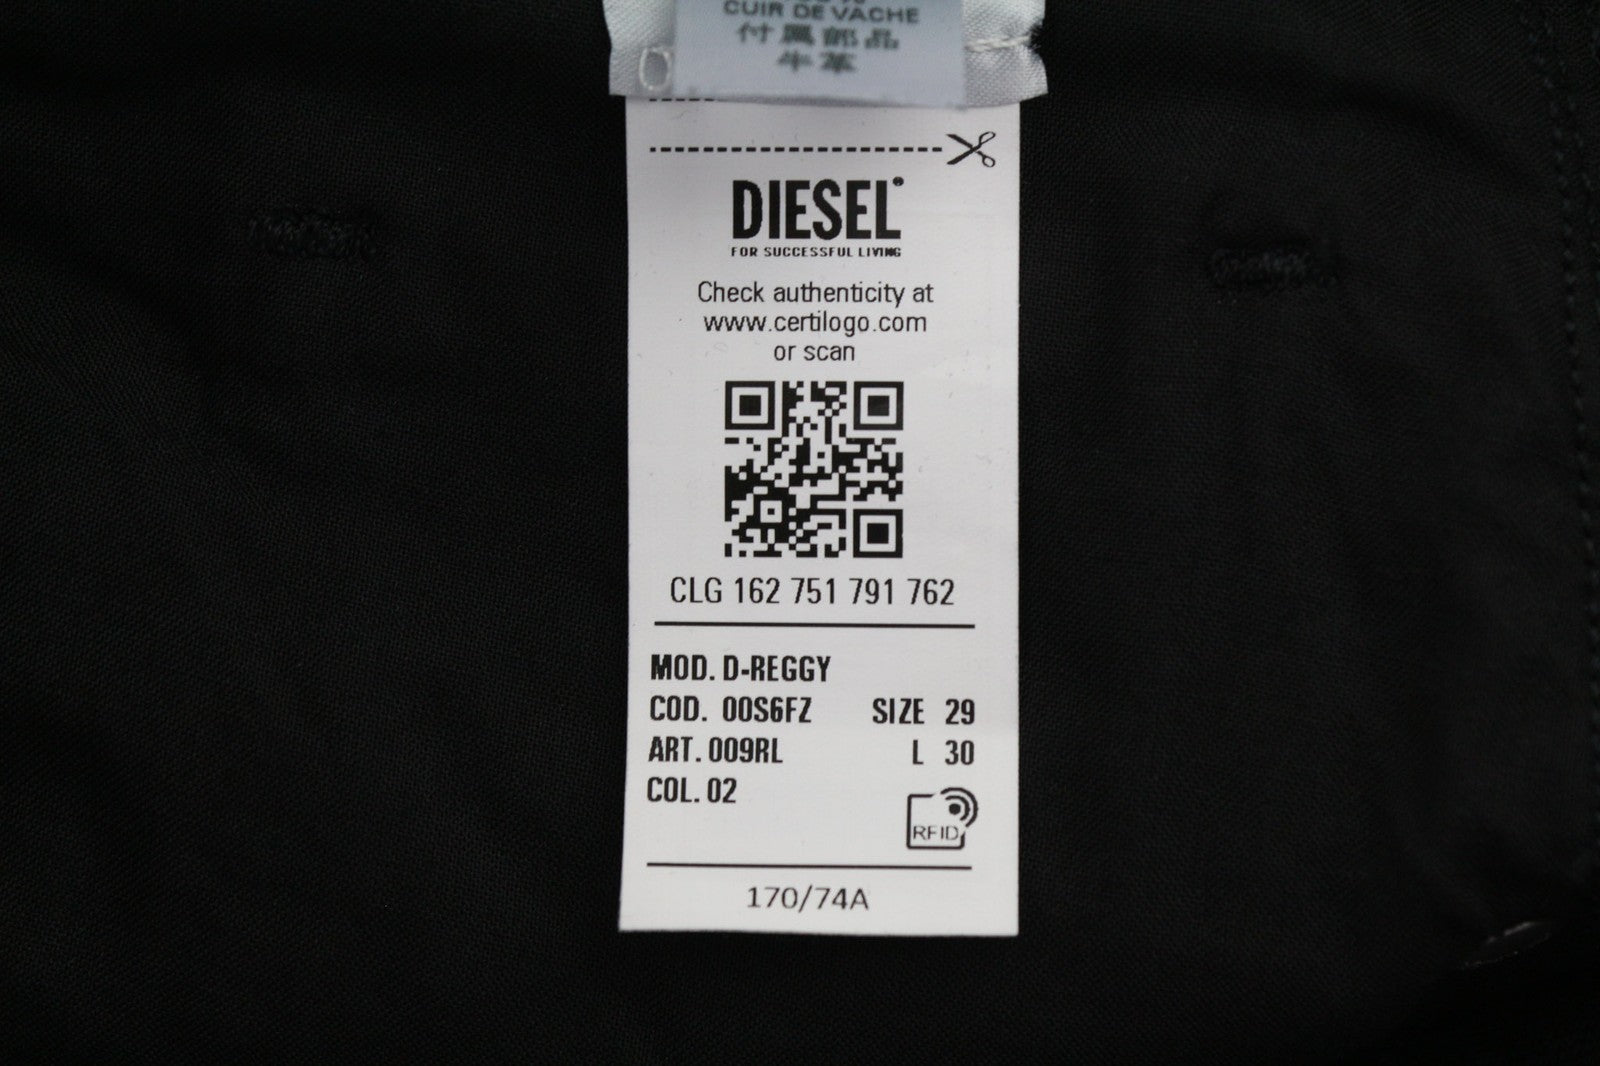 CUIR DE VACHE
付属部品
牛革
DIESEL
FOR SUCCESSFUL LIVING
Check authenticity at
www.certilogo.com
or scan
CLG 162 751 791 762
MOD. D-REGGY
COD. 00S6FZ SIZE 29
ART. 009RL L 30
COL. 02
RFID
170/74A